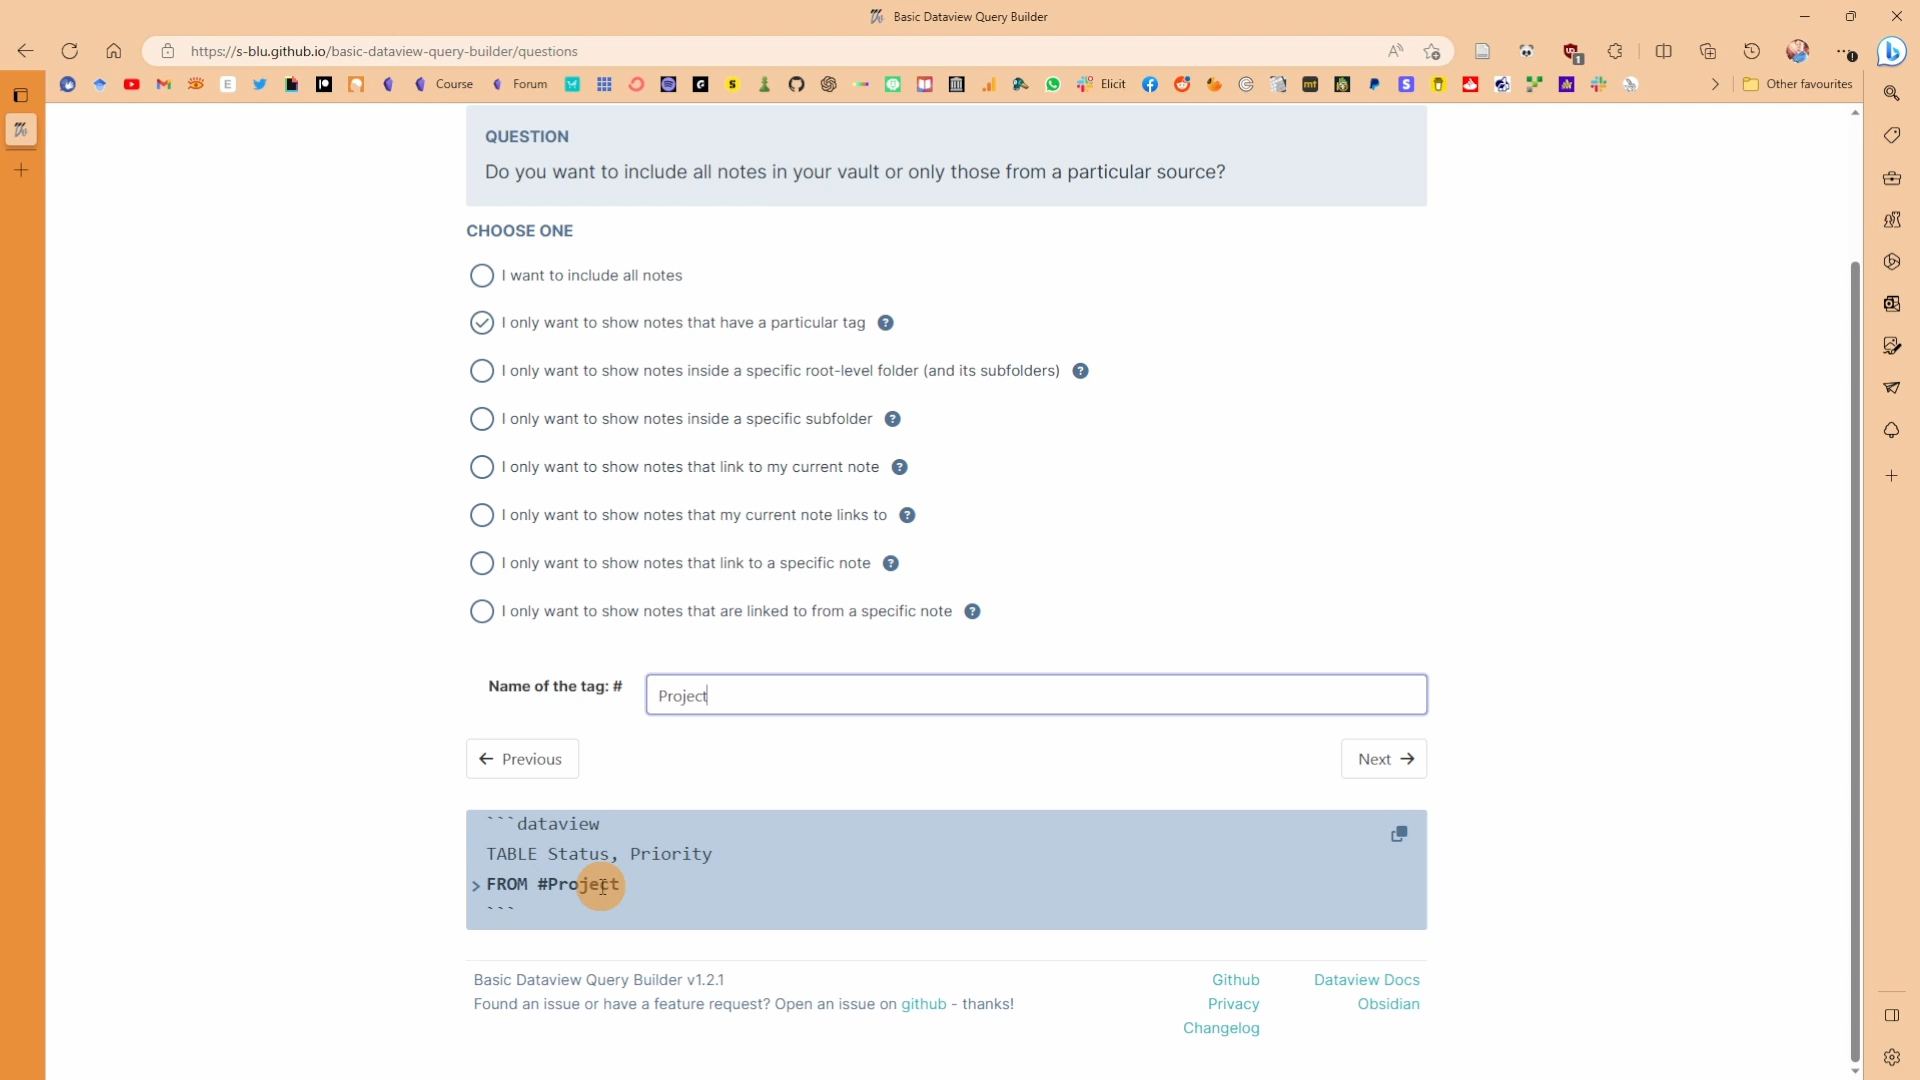 Basic Dataview Query Builder
https://s-blu.github.io/basic-dataview-query-builder/questions
Course
Forum
Elicit
Other favourites
QUESTION
Do you want to include all notes in your vault or only those from a particular source?
CHOOSE ONE
I want to include all notes
I only want to show notes that have a particular tag ?
I only want to show notes inside a specific root-level folder (and its subfolders) ?
I only want to show notes inside a specific subfolder ?
I only want to show notes that link to my current note ?
I only want to show notes that my current note links to ?
I only want to show notes that link to a specific note ?
I only want to show notes that are linked to from a specific note ?
Name of the tag: # Project
← Previous
Next →
```dataview
TABLE Status, Priority
> FROM #Project
```
Basic Dataview Query Builder v1.2.1
Found an issue or have a feature request? Open an issue on github - thanks!
Github
Privacy
Changelog
Dataview Docs
Obsidian